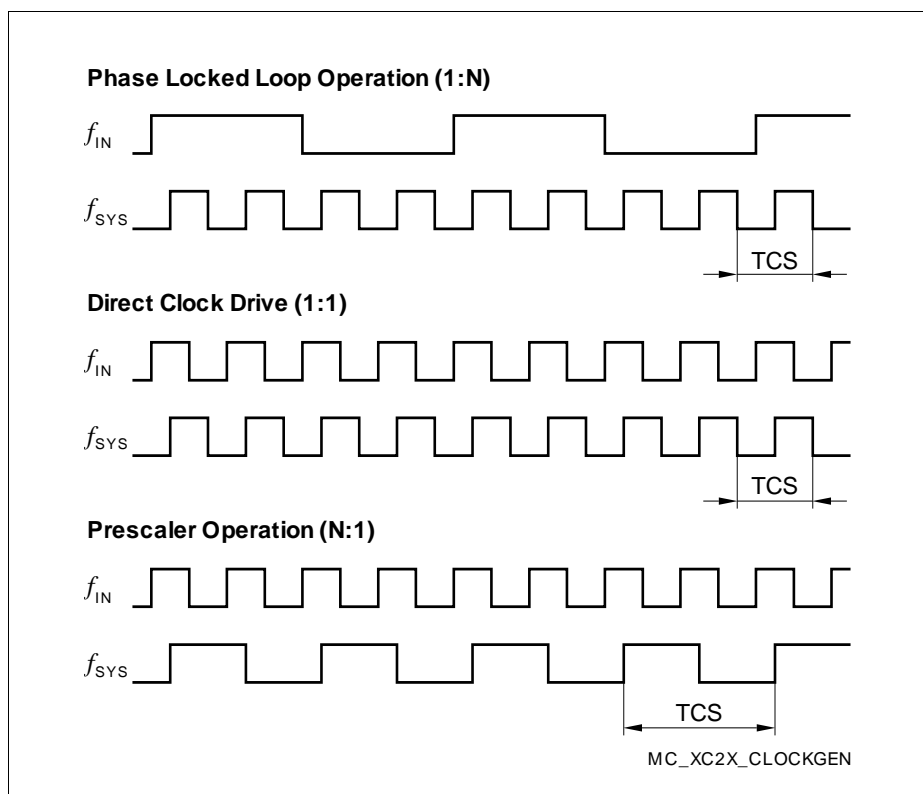 Phase Locked Loop Operation (1:N)
fIN
fSYS
TCS
Direct Clock Drive (1:1)
fIN
fSYS
TCS
Prescaler Operation (N:1)
fIN
fSYS
TCS
MC_XC2X_CLOCKGEN